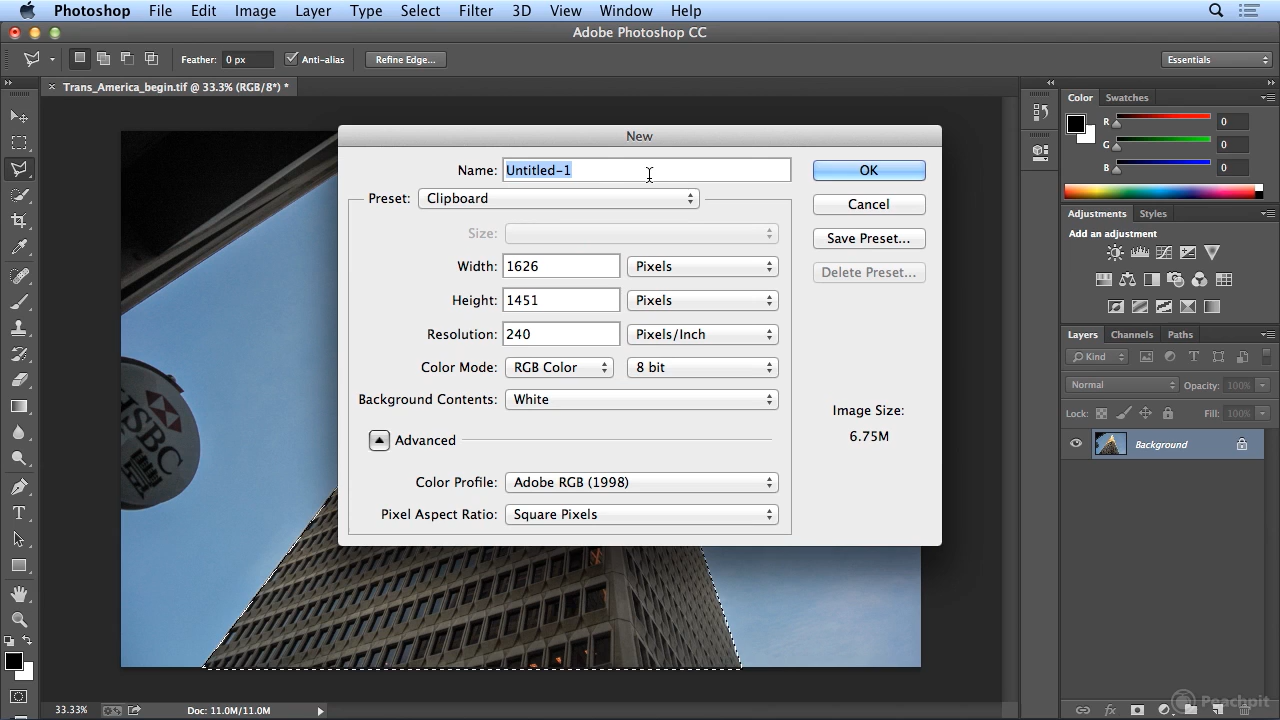 Photoshop File Edit Image Layer Type Select Filter 3D View Window Help
Adobe Photoshop CC
Feather: 0 px Anti-alias Refine Edge... Essentials
× Trans_America_begin.tif @ 33.3% (RGB/8*) *
New
Name: Untitled-1
OK
Preset: Clipboard
Cancel
Size:
Save Preset...
Width: 1626 Pixels
Delete Preset...
Height: 1451 Pixels
Resolution: 240 Pixels/Inch
Color Mode: RGB Color 8 bit
Background Contents: White
Image Size:
6.75M
Advanced
Color Profile: Adobe RGB (1998)
Pixel Aspect Ratio: Square Pixels
HSBC
Color Swatches
R 0
G 0
B 0
Adjustments Styles
Add an adjustment
Layers Channels Paths
Kind
Normal Opacity: 100%
Lock: Fill: 100%
Background
33.33% Doc: 11.0M/11.0M
Peachpit